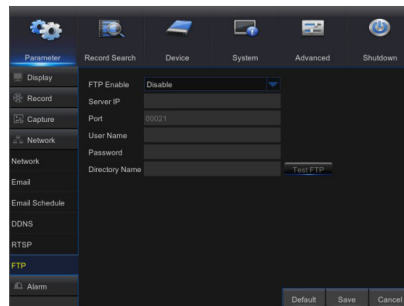 Parameter Record Search Device System Advanced Shutdown
Display
Record
Capture
Network
Network
Email
Email Schedule
DDNS
RTSP
FTP
Alarm
FTP Enable Disable
Server IP
Port 00021
User Name
Password
Directory Name Test FTP
Default Save Cancel